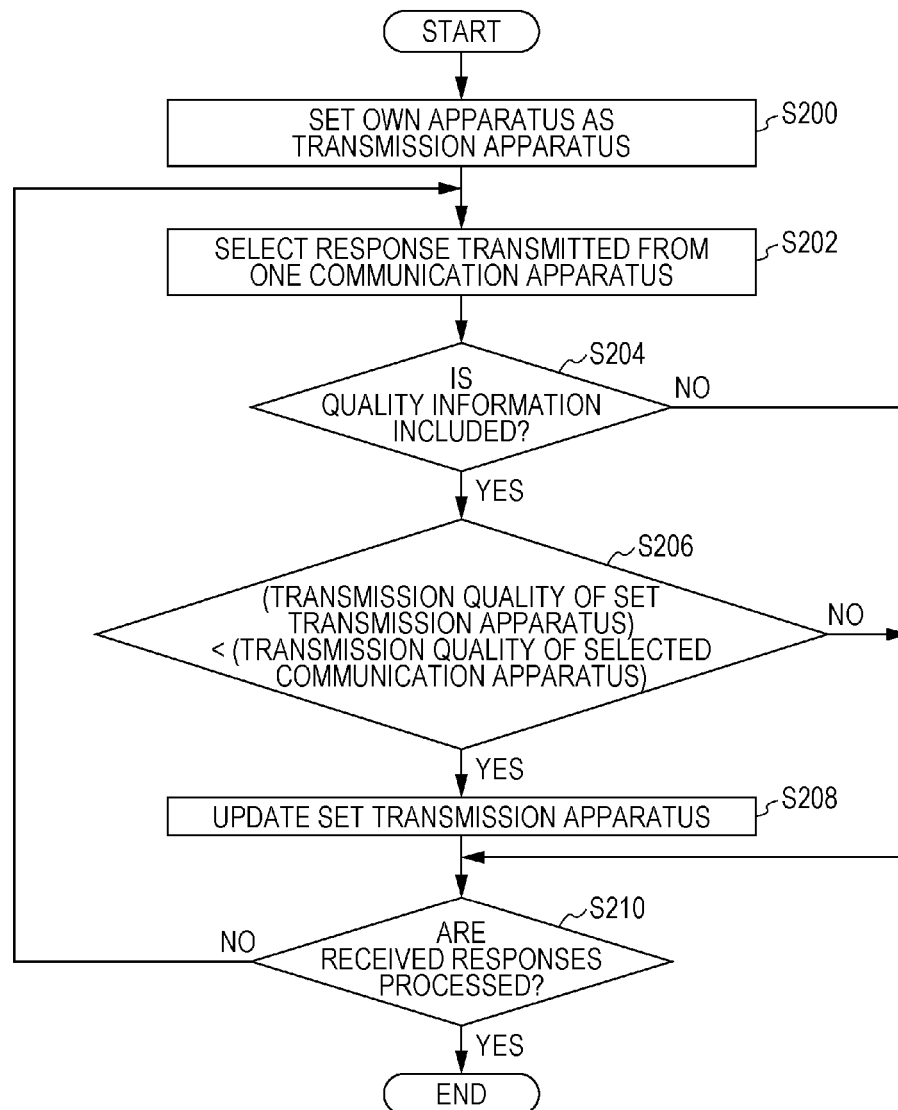 START
SET OWN APPARATUS AS
TRANSMISSION APPARATUS
S200
SELECT RESPONSE TRANSMITTED FROM
ONE COMMUNICATION APPARATUS
S202
IS
QUALITY INFORMATION
INCLUDED?
S204
NO
YES
(TRANSMISSION QUALITY OF SET
TRANSMISSION APPARATUS)
< (TRANSMISSION QUALITY OF SELECTED
COMMUNICATION APPARATUS)
S206
NO
YES
UPDATE SET TRANSMISSION APPARATUS
S208
ARE
RECEIVED RESPONSES
PROCESSED?
S210
NO
YES
END